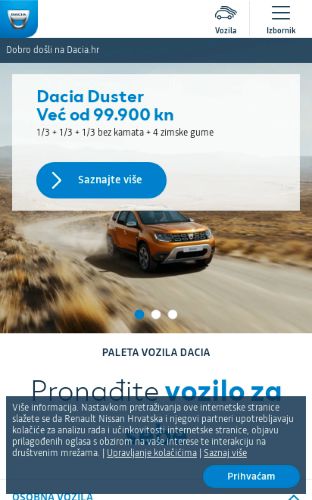 DACIA
Vozila
Izbornik
Dobro došli na Dacia.hr
Dacia Duster
Već od 99.900 kn
1/3 + 1/3 + 1/3 bez kamata + 4 zimske gume
Saznajte više
PALETA VOZILA DACIA
Pronađite vozilo za
Više informacija. Nastavkom pretraživanja ove internetske stranice
slažete se da Renault Nissan Hrvatska i njegovi partneri upotrebljavaju
kolačiće za analizu rada i učinkovitosti internetske stranice, objavu
prilagođenih oglasa s obzirom na vaše interese te interakciju na
društvenim mrežama. | Upravljanje kolačićima | Saznaj više
Prihvaćam
OSOBNA VOZILA